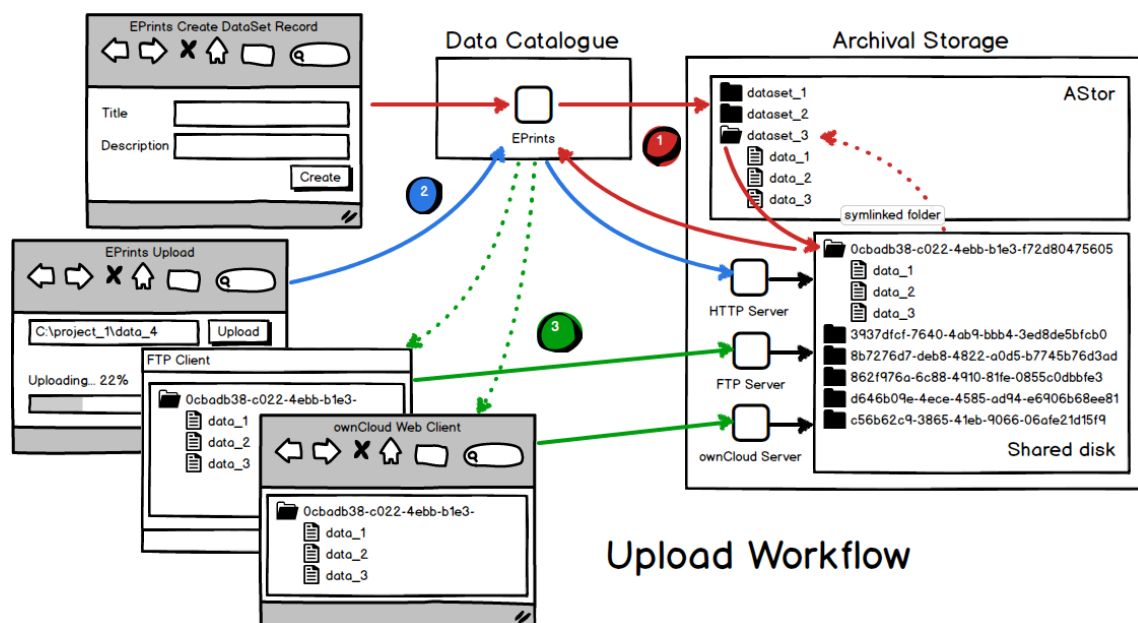 EPrints Create DataSet Record
Title
Description
Create
Data Catalogue
EPrints
Archival Storage
AStor
dataset_1
dataset_2
dataset_3
data_1
data_2
data_3
symlinked folder
1
2
3
EPrints Upload
C:\project_1\data_4
Upload
Uploading... 22%
FTP Client
0cbadb38-c022-4ebb-b1e3-
data_1
data_2
data_3
ownCloud Web Client
0cbadb38-c022-4ebb-b1e3-
data_1
data_2
data_3
HTTP Server
FTP Server
ownCloud Server
0cbadb38-c022-4ebb-b1e3-f72d80475605
data_1
data_2
data_3
3937dfcf-7640-4ab9-bbb4-3ed8de5bfcb0
8b7276d7-deb8-4822-a0d5-b7745b76d3ad
862f976a-6c88-4910-81fe-0855c0dbbfe3
d646b09e-4ece-4585-ad94-e6906b68ee81
c56b62c9-3865-41eb-9066-06afe21d15f9
Shared disk
Upload Workflow